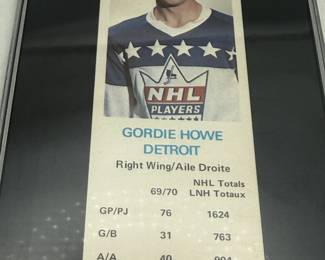 NHL
PLAYERS
GORDIE HOWE
DETROIT
Right Wing/Aile Droite
NHL Totals
69/70 LNH Totaux
GP/PJ 76 1624
G/B 31 763
A/A 40